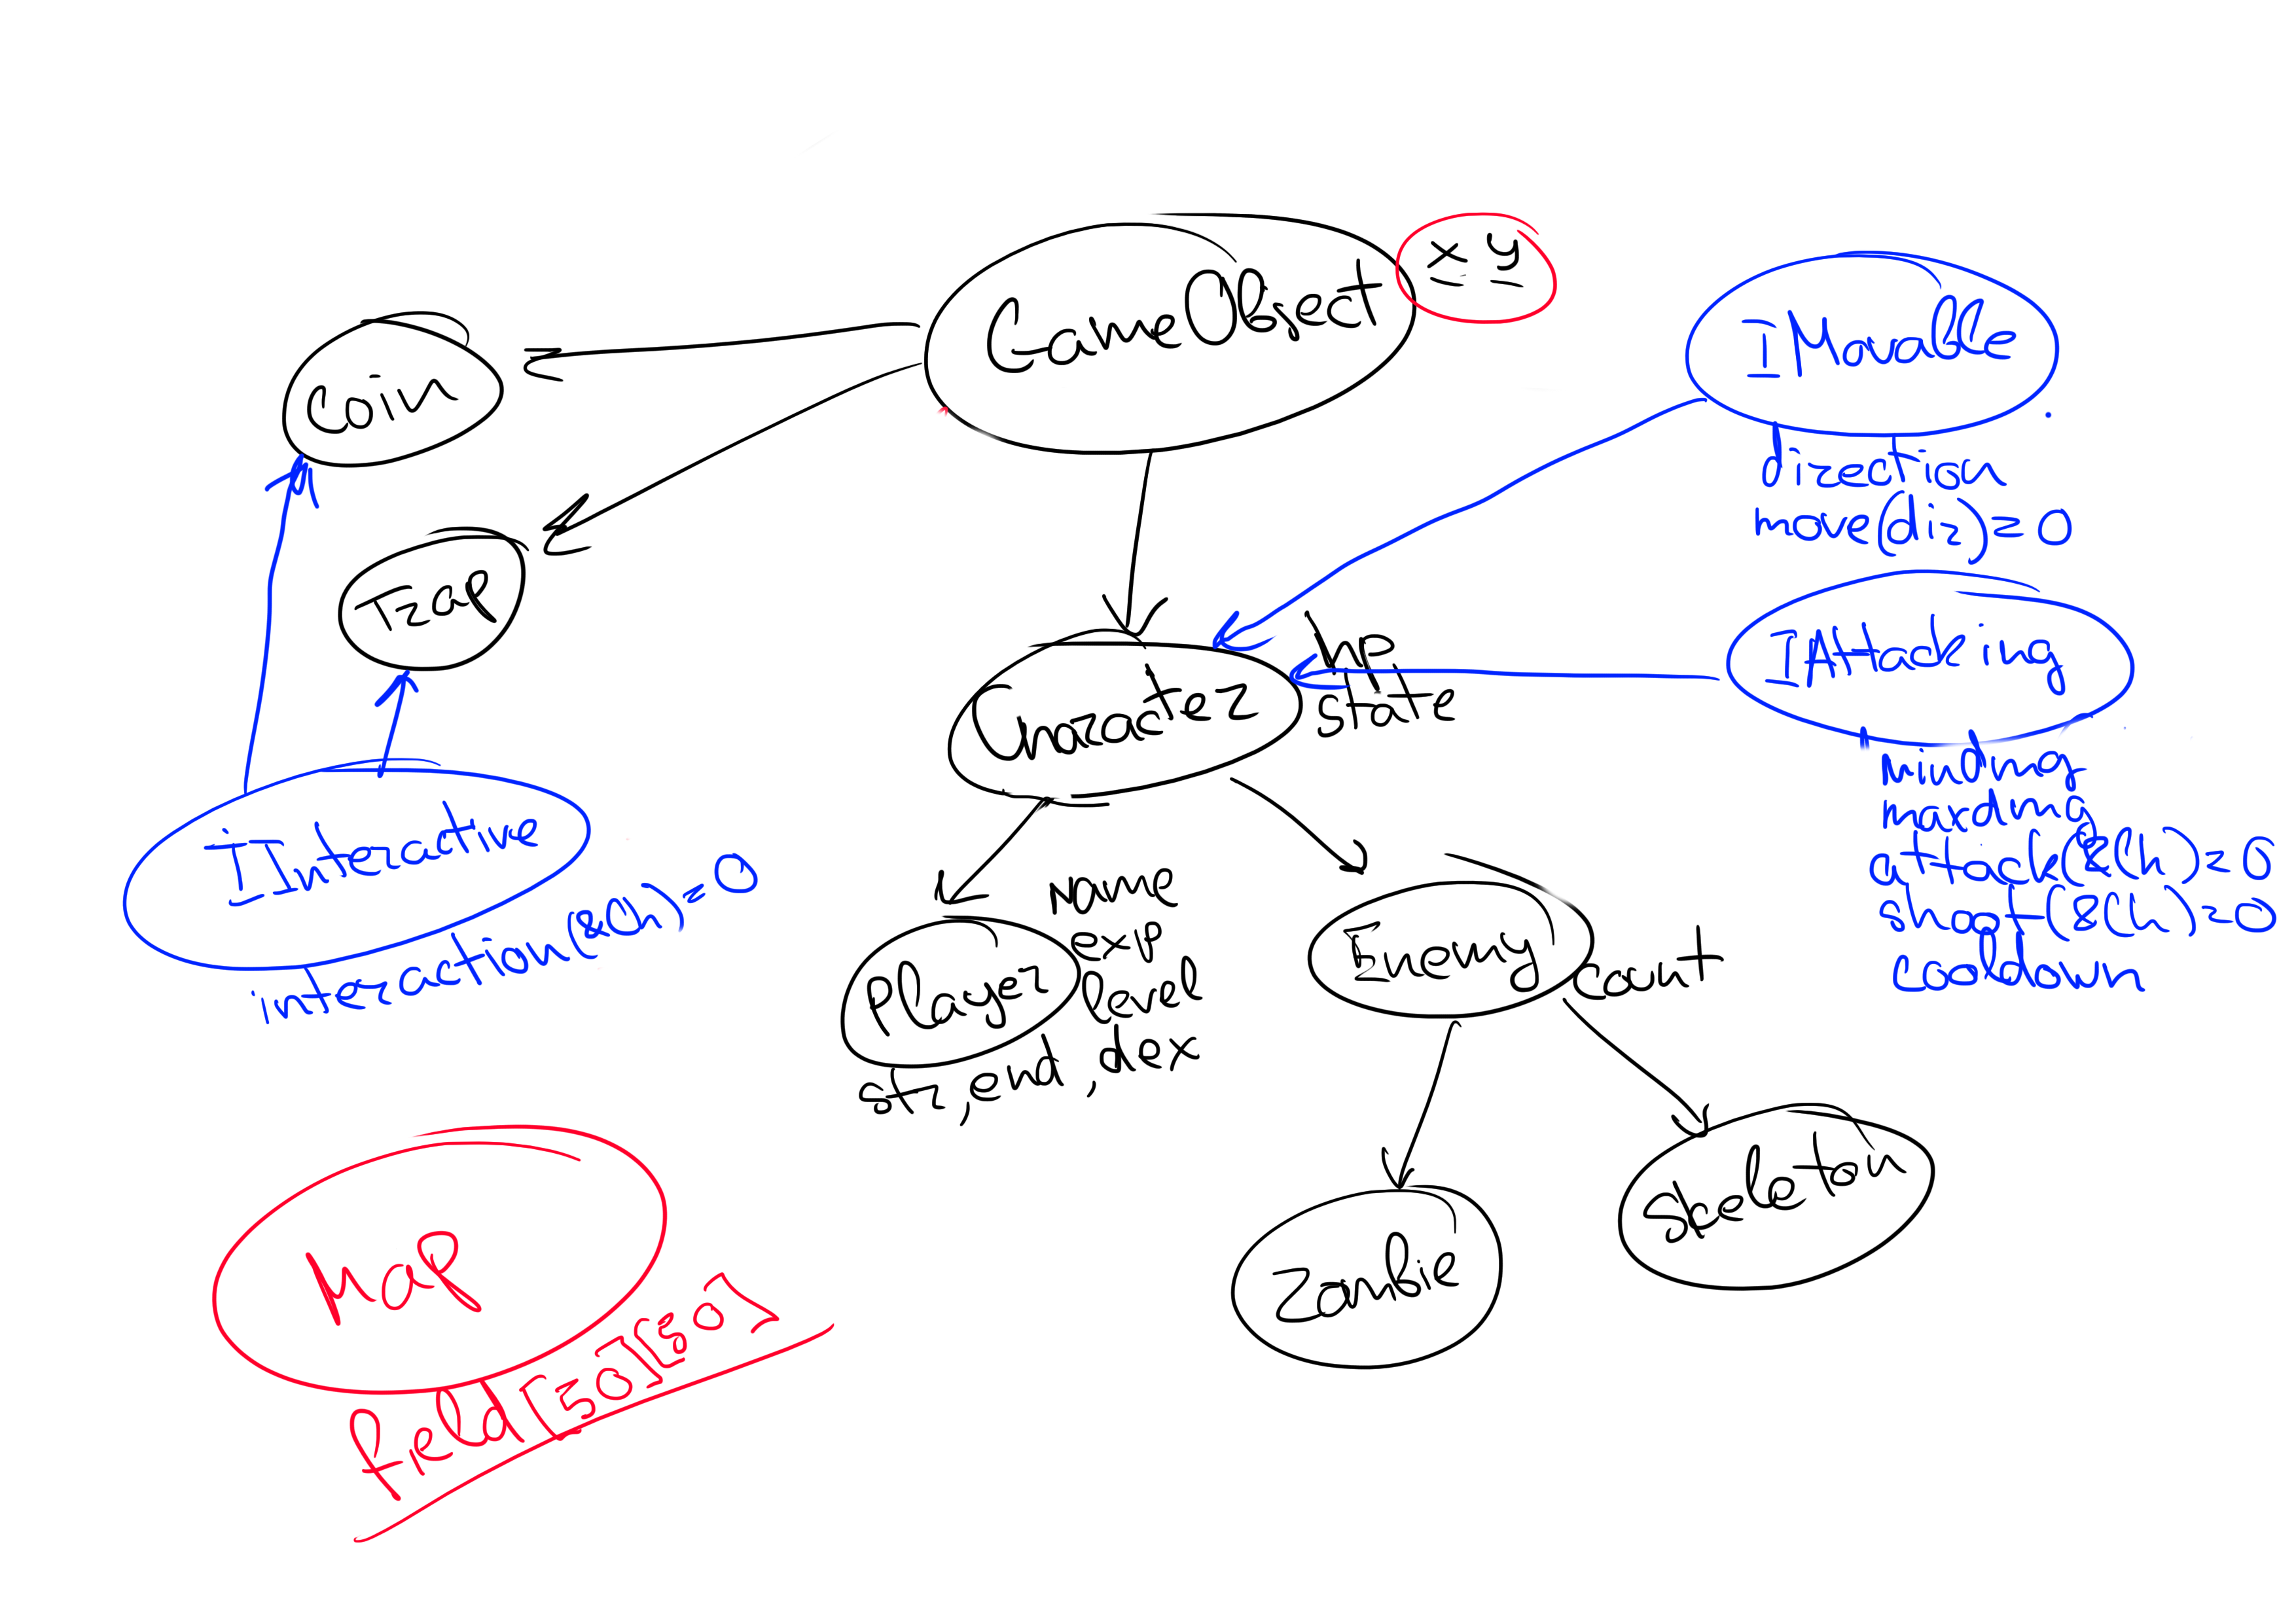 GameObject
x y
IMovable
direction
move(dir)=0
Coin
Trap
IAttacking
mindmg
maxdmg
attack(&Ch)=0
shoot(&Ch)=0
cooldown
Character
HP
state
IInteractive
interaction(&Ch)=0
Player
Name
exp
level
str, end, dex
Enemy
count
Zombie
Skeleton
Map
field[30][30]